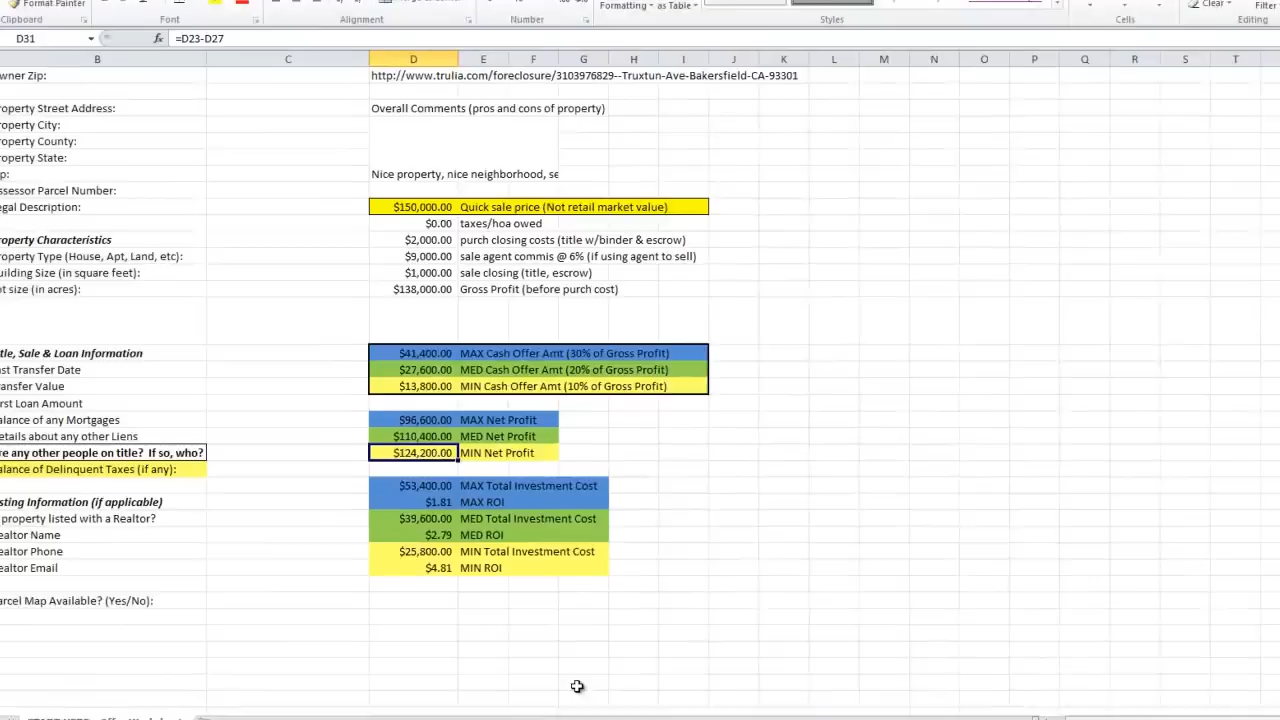 Format Painter
Formatting as Table
Clear
Filter
Clipboard
Font
Alignment
Number
Styles
Cells
Editing
D31 fx =D23-D27
B C D E F G H I J K L M N O P Q R S T
wner Zip: http://www.trulia.com/foreclosure/3103976829--Truxtun-Ave-Bakersfield-CA-93301
roperty Street Address: Overall Comments (pros and cons of property)
roperty City:
roperty County:
roperty State:
p: Nice property, nice neighborhood, se
ssessor Parcel Number:
egal Description: $150,000.00 Quick sale price (Not retail market value)
$0.00 taxes/hoa owed
roperty Characteristics $2,000.00 purch closing costs (title w/binder & escrow)
roperty Type (House, Apt, Land, etc): $9,000.00 sale agent commis @ 6% (if using agent to sell)
uilding Size (in square feet): $1,000.00 sale closing (title, escrow)
ot size (in acres): $138,000.00 Gross Profit (before purch cost)
tle, Sale & Loan Information $41,400.00 MAX Cash Offer Amt (30% of Gross Profit)
ast Transfer Date $27,600.00 MED Cash Offer Amt (20% of Gross Profit)
ransfer Value $13,800.00 MIN Cash Offer Amt (10% of Gross Profit)
irst Loan Amount
alance of any Mortgages $96,600.00 MAX Net Profit
etails about any other Liens $110,400.00 MED Net Profit
re any other people on title? If so, who? $124,200.00 MIN Net Profit
alance of Delinquent Taxes (if any):
$53,400.00 MAX Total Investment Cost
sting Information (if applicable) $1.81 MAX ROI
property listed with a Realtor? $39,600.00 MED Total Investment Cost
ealtor Name $2.79 MED ROI
ealtor Phone $25,800.00 MIN Total Investment Cost
ealtor Email $4.81 MIN ROI
arcel Map Available? (Yes/No):